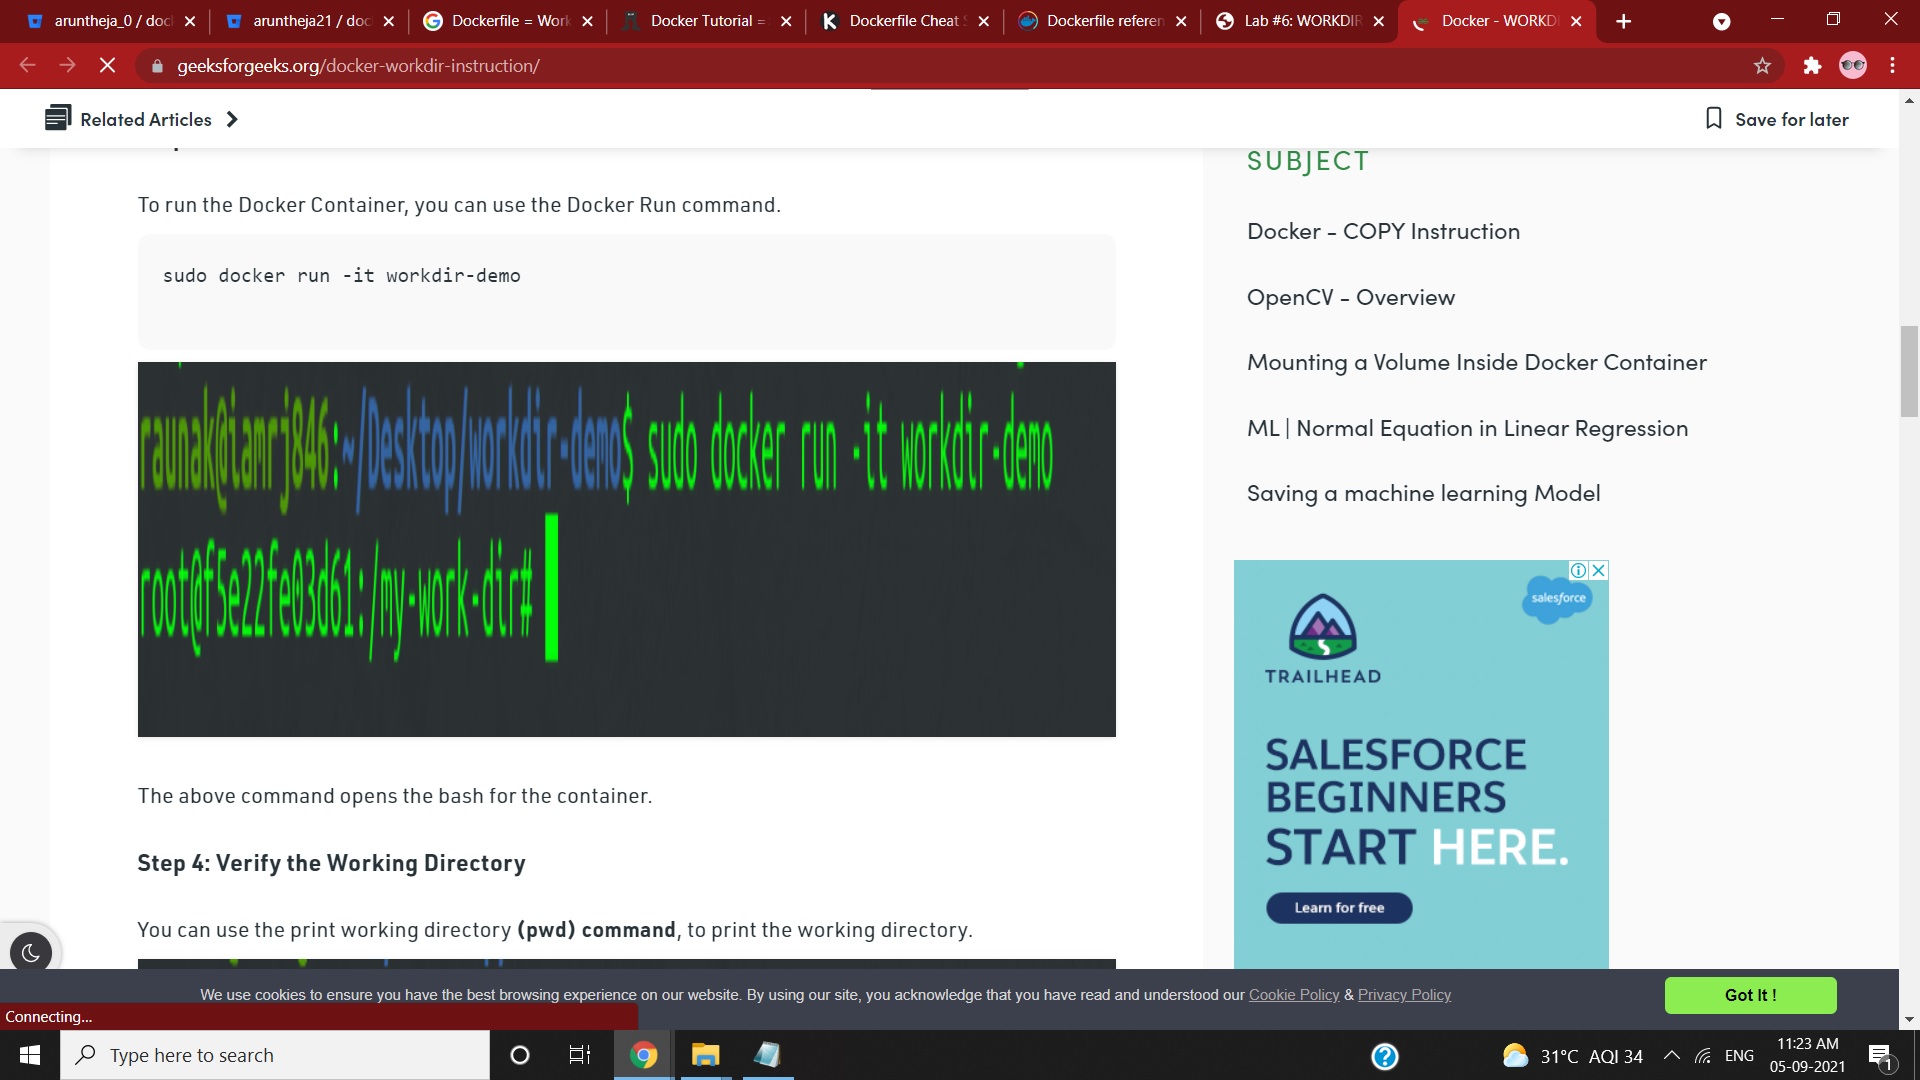 aruntheja_0 / doc
aruntheja21 / doc
Dockerfile = Work
Docker Tutorial =
Dockerfile Cheat S
Dockerfile referen
Lab #6: WORKDIR
Docker - WORKDI
geeksforgeeks.org/docker-workdir-instruction/
Related Articles
Save for later
To run the Docker Container, you can use the Docker Run command.
sudo docker run -it workdir-demo
raunak@iamrj846:~/Desktop/workdir-demo$ sudo docker run -it workdir-demo
root@f5e22fe03d61:/my-work-dir#
The above command opens the bash for the container.
Step 4: Verify the Working Directory
You can use the print working directory (pwd) command, to print the working directory.
SUBJECT
Docker - COPY Instruction
OpenCV - Overview
Mounting a Volume Inside Docker Container
ML | Normal Equation in Linear Regression
Saving a machine learning Model
salesforce
TRAILHEAD
SALESFORCE
BEGINNERS
START HERE.
Learn for free
We use cookies to ensure you have the best browsing experience on our website. By using our site, you acknowledge that you have read and understood our Cookie Policy & Privacy Policy
Got It !
Connecting...
Type here to search
31°C AQI 34
ENG
11:23 AM
05-09-2021
1